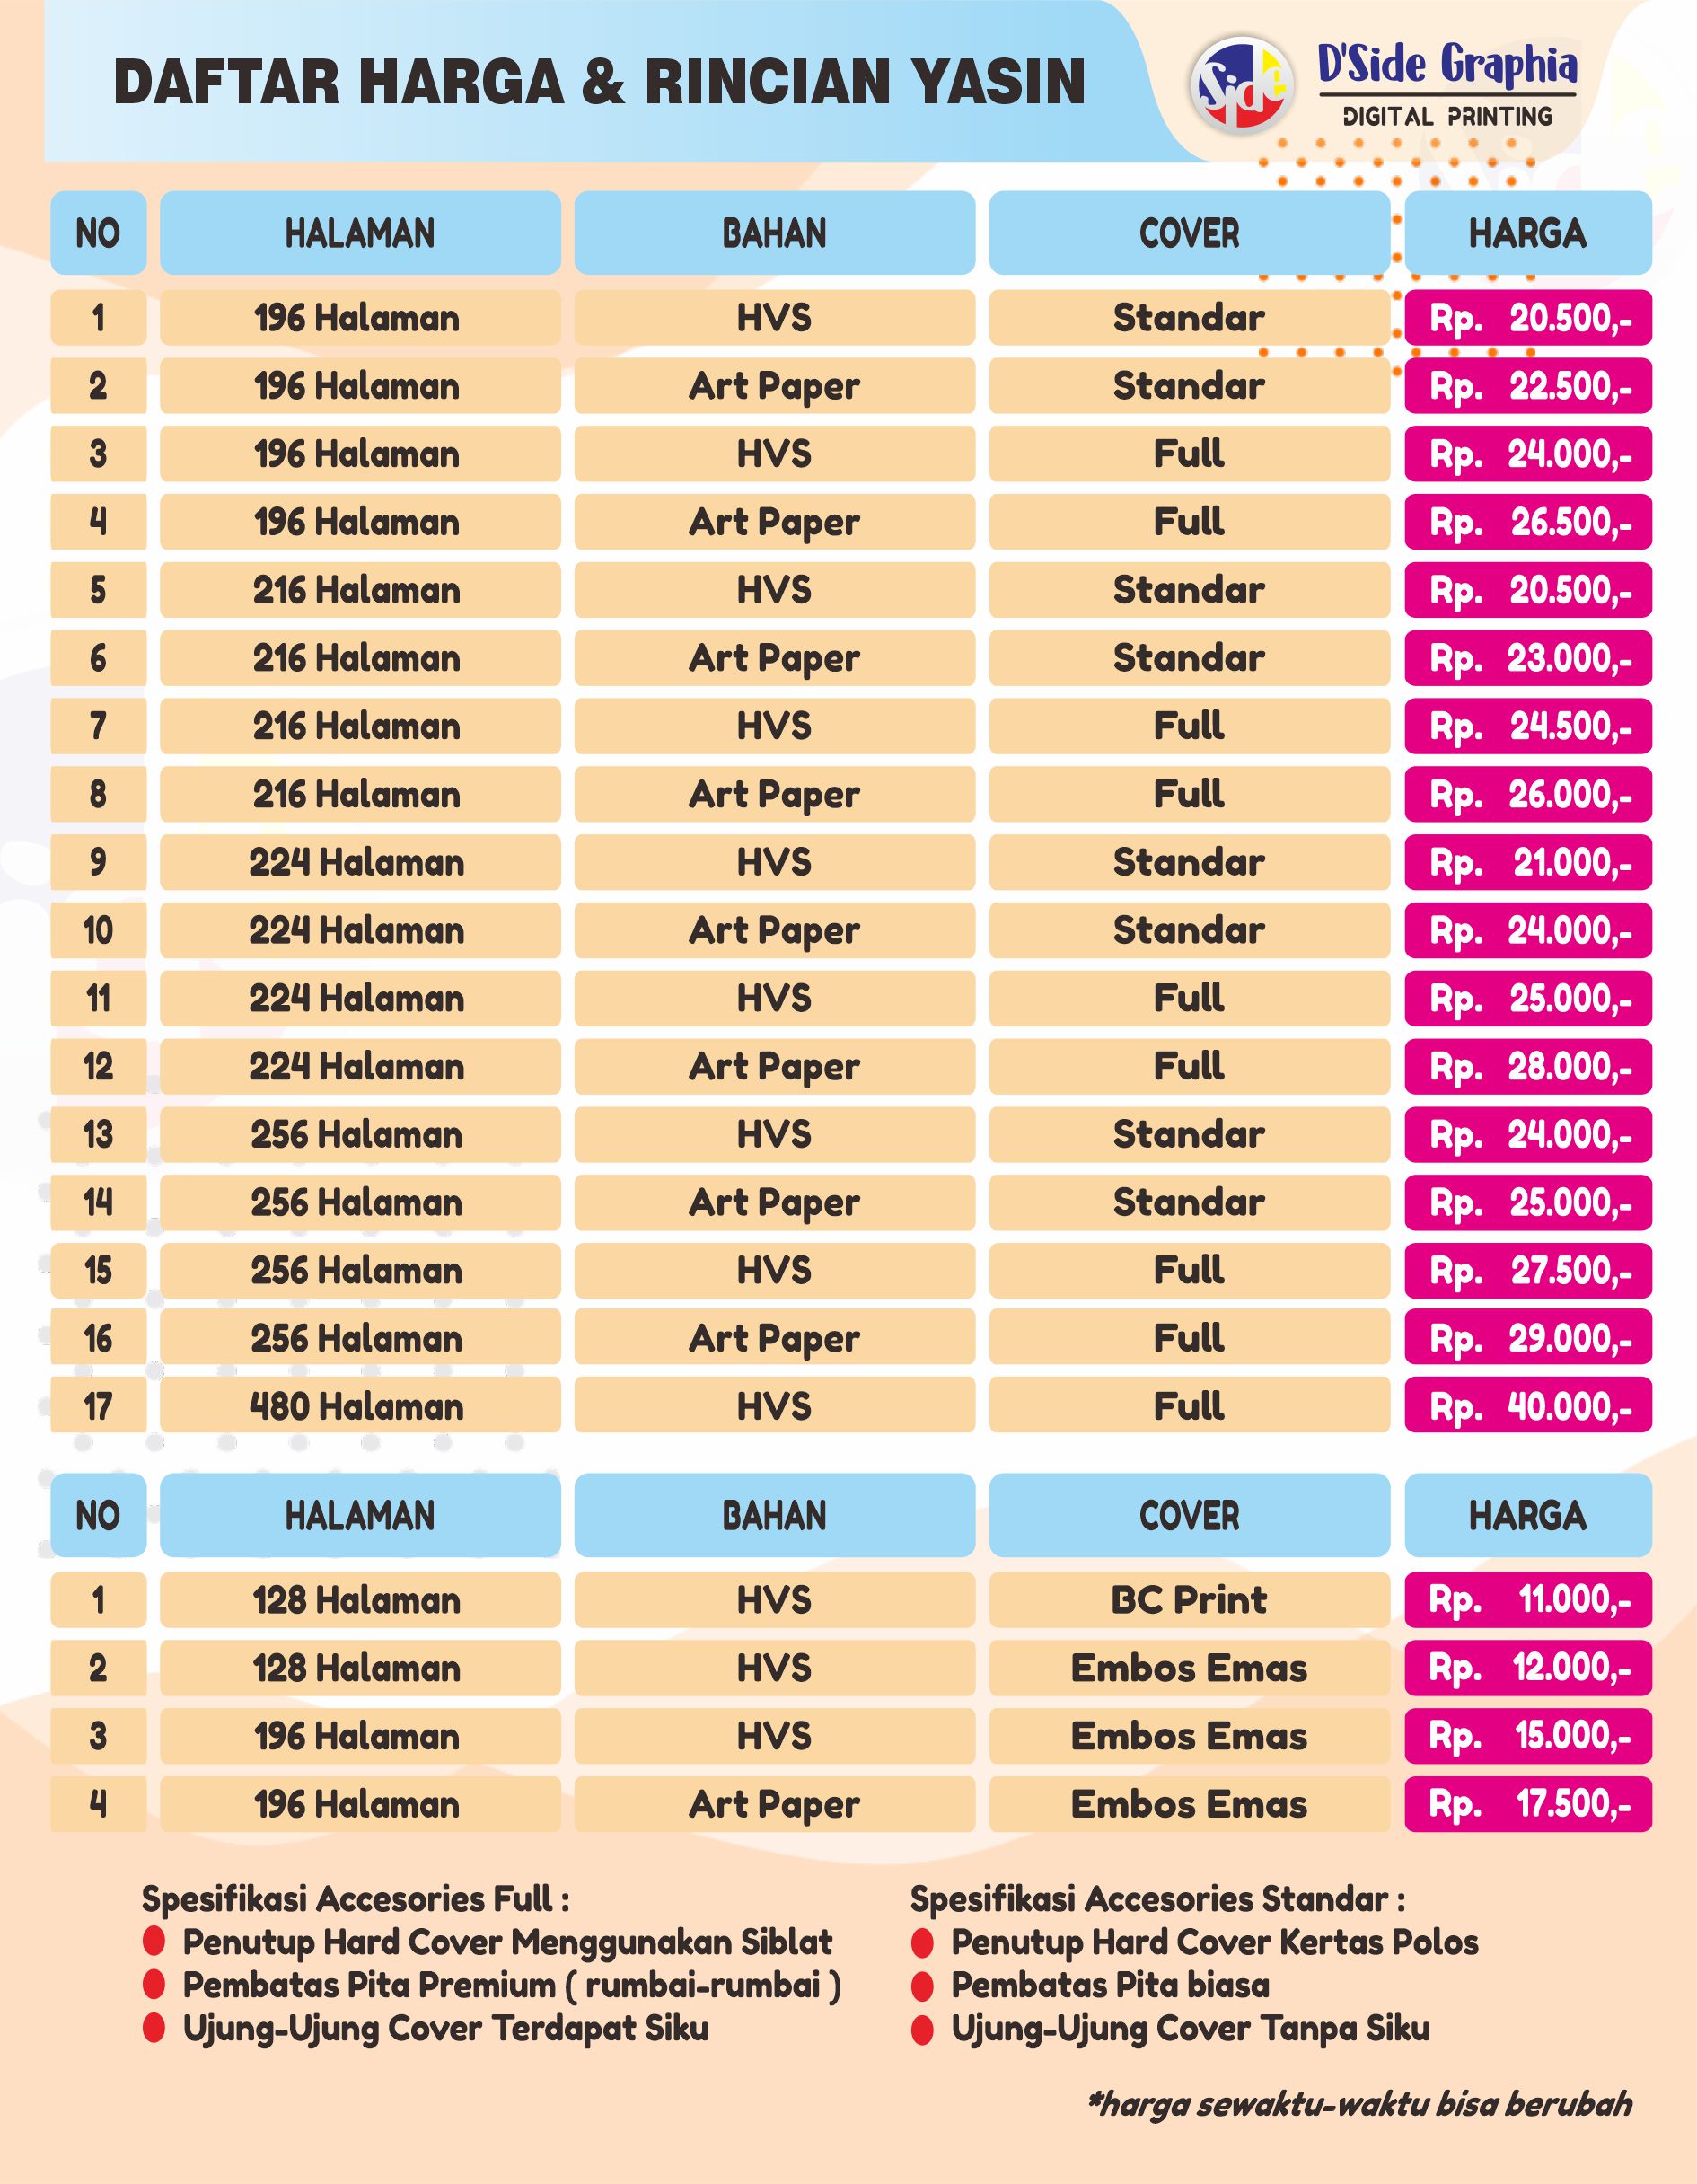 DAFTAR HARGA & RINCIAN YASIN
Side
D'Side Graphia
DIGITAL PRINTING
NO HALAMAN BAHAN COVER HARGA
1 196 Halaman HVS Standar Rp. 20.500,-
2 196 Halaman Art Paper Standar Rp. 22.500,-
3 196 Halaman HVS Full Rp. 24.000,-
4 196 Halaman Art Paper Full Rp. 26.500,-
5 216 Halaman HVS Standar Rp. 20.500,-
6 216 Halaman Art Paper Standar Rp. 23.000,-
7 216 Halaman HVS Full Rp. 24.500,-
8 216 Halaman Art Paper Full Rp. 26.000,-
9 224 Halaman HVS Standar Rp. 21.000,-
10 224 Halaman Art Paper Standar Rp. 24.000,-
11 224 Halaman HVS Full Rp. 25.000,-
12 224 Halaman Art Paper Full Rp. 28.000,-
13 256 Halaman HVS Standar Rp. 24.000,-
14 256 Halaman Art Paper Standar Rp. 25.000,-
15 256 Halaman HVS Full Rp. 27.500,-
16 256 Halaman Art Paper Full Rp. 29.000,-
17 480 Halaman HVS Full Rp. 40.000,-
NO HALAMAN BAHAN COVER HARGA
1 128 Halaman HVS BC Print Rp. 11.000,-
2 128 Halaman HVS Embos Emas Rp. 12.000,-
3 196 Halaman HVS Embos Emas Rp. 15.000,-
4 196 Halaman Art Paper Embos Emas Rp. 17.500,-
Spesifikasi Accesories Full :
Penutup Hard Cover Menggunakan Siblat
Pembatas Pita Premium ( rumbai-rumbai )
Ujung-Ujung Cover Terdapat Siku
Spesifikasi Accesories Standar :
Penutup Hard Cover Kertas Polos
Pembatas Pita biasa
Ujung-Ujung Cover Tanpa Siku
*harga sewaktu-waktu bisa berubah